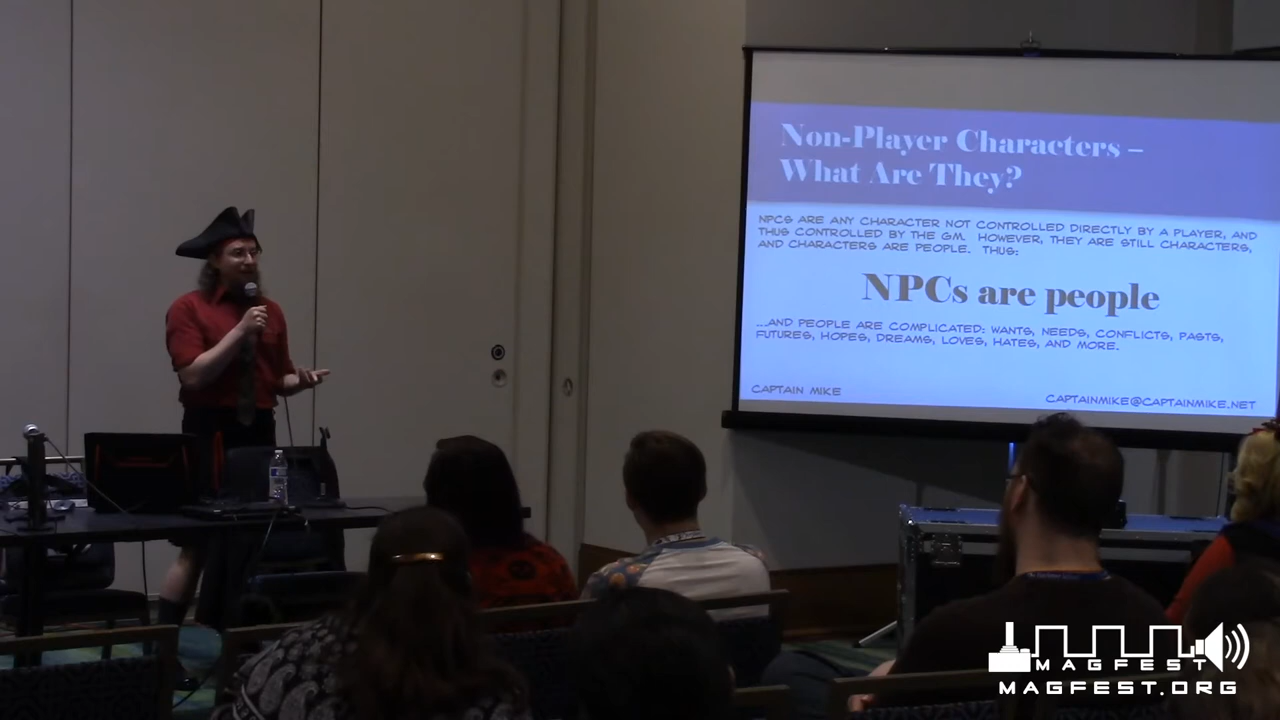 Non-Player Characters –
What Are They?
NPCS ARE ANY CHARACTER NOT CONTROLLED DIRECTLY BY A PLAYER, AND
THUS CONTROLLED BY THE GM. HOWEVER, THEY ARE STILL CHARACTERS,
AND CHARACTERS ARE PEOPLE. THUS:
NPCs are people
...AND PEOPLE ARE COMPLICATED: WANTS, NEEDS, CONFLICTS, PASTS,
FUTURES, HOPES, DREAMS, LOVES, HATES, AND MORE.
CAPTAIN MIKE
CAPTAINMIKE@CAPTAINMIKE.NET
MAGFEST
MAGFEST.ORG